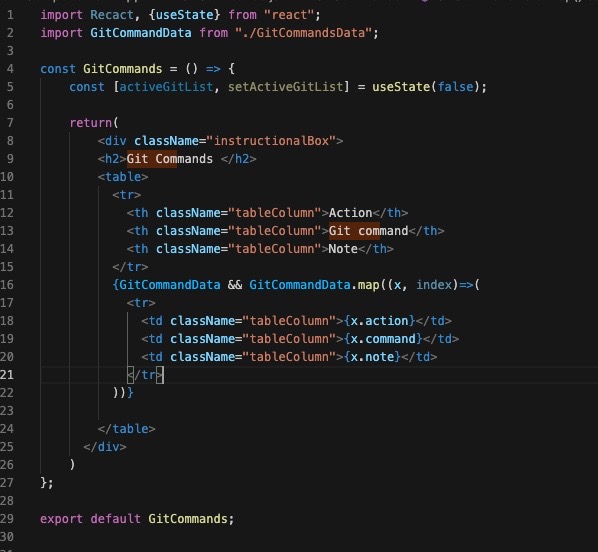 1 import Recact, {useState} from "react";
2 import GitCommandData from "./GitCommandsData";
3
4 const GitCommands = () => {
5 const [activeGitList, setActiveGitList] = useState(false);
6
7 return(
8 <div className="instructionalBox">
9 <h2>Git Commands </h2>
10 <table>
11 <tr>
12 <th className="tableColumn">Action</th>
13 <th className="tableColumn">Git command</th>
14 <th className="tableColumn">Note</th>
15 </tr>
16 {GitCommandData && GitCommandData.map((x, index)=>(
17 <tr>
18 <td className="tableColumn">{x.action}</td>
19 <td className="tableColumn">{x.command}</td>
20 <td className="tableColumn">{x.note}</td>
21 </tr>
22 ))}
23
24 </table>
25 </div>
26 )
27 };
28
29 export default GitCommands;
30